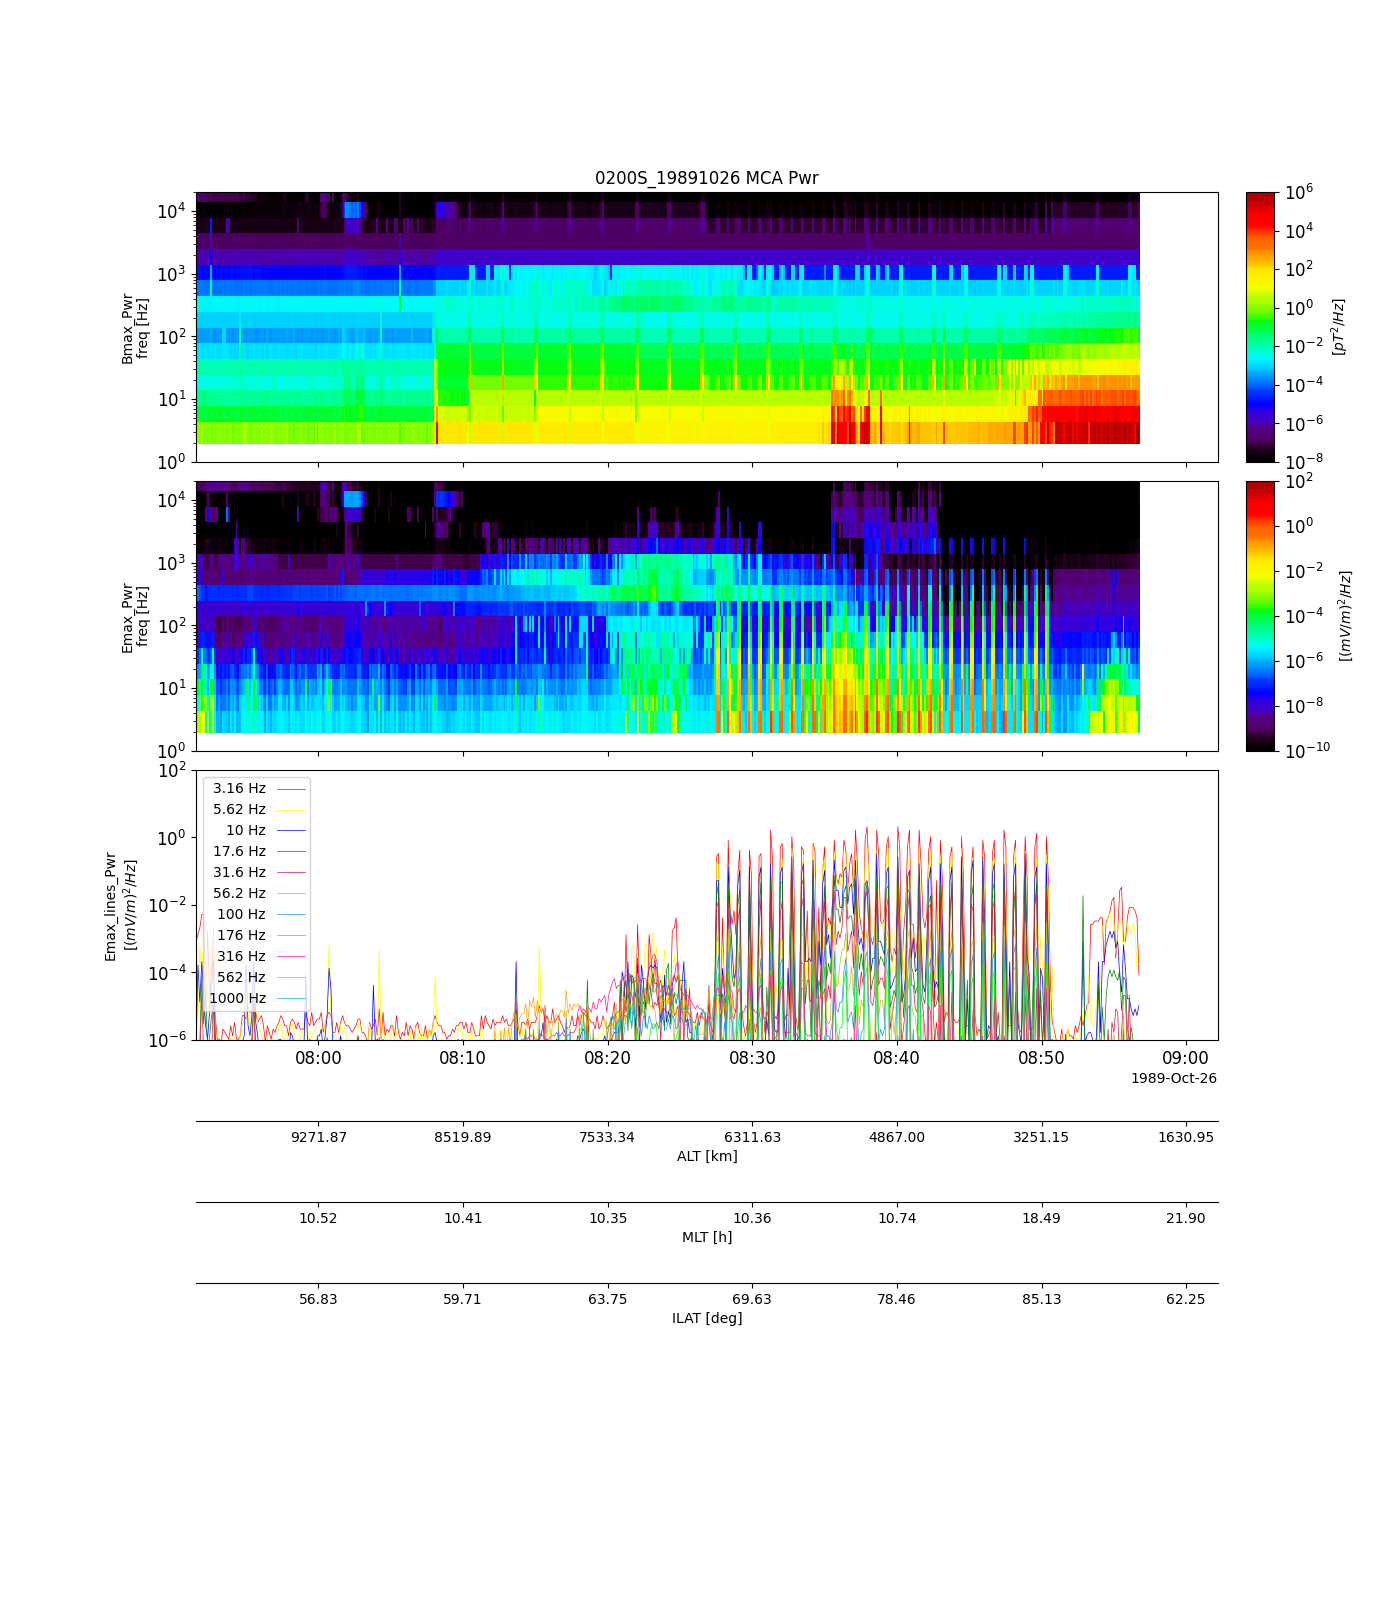 0200S_19891026 MCA Pwr
10^4
10^3
10^2
10^1
10^0
Bmax_Pwr
freq [Hz]
10^6
10^4
10^2
10^0
10^-2
10^-4
10^-6
10^-8
[pT^2/Hz]
10^4
10^3
10^2
10^1
10^0
Emax_Pwr
freq [Hz]
10^2
10^0
10^-2
10^-4
10^-6
10^-8
10^-10
[(mV/m)^2/Hz]
10^2
10^0
10^-2
10^-4
10^-6
Emax_lines_Pwr
[(mV/m)^2/Hz]
3.16 Hz
5.62 Hz
10 Hz
17.6 Hz
31.6 Hz
56.2 Hz
100 Hz
176 Hz
316 Hz
562 Hz
1000 Hz
08:00 08:10 08:20 08:30 08:40 08:50 09:00
1989-Oct-26
9271.87 8519.89 7533.34 6311.63 4867.00 3251.15 1630.95
ALT [km]
10.52 10.41 10.35 10.36 10.74 18.49 21.90
MLT [h]
56.83 59.71 63.75 69.63 78.46 85.13 62.25
ILAT [deg]